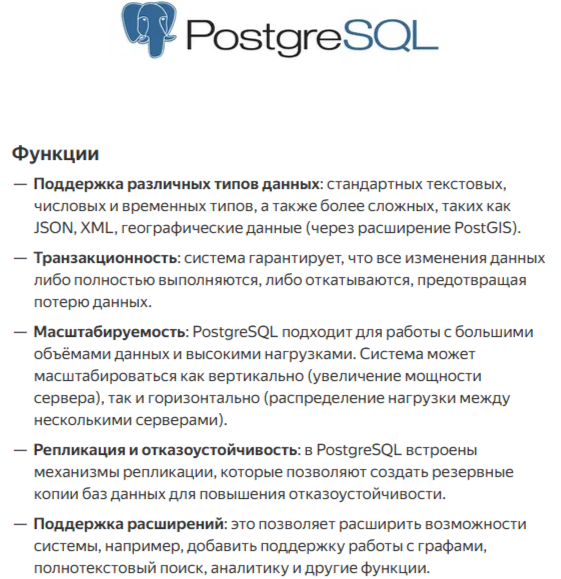 PostgreSQL
Функции
— Поддержка различных типов данных: стандартных текстовых,
числовых и временных типов, а также более сложных, таких как
JSON, XML, географические данные (через расширение PostGIS).
— Транзакционность: система гарантирует, что все изменения данных
либо полностью выполняются, либо откатываются, предотвращая
потерю данных.
— Масштабируемость: PostgreSQL подходит для работы с большими
объёмами данных и высокими нагрузками. Система может
масштабироваться как вертикально (увеличение мощности
сервера), так и горизонтально (распределение нагрузки между
несколькими серверами).
— Репликация и отказоустойчивость: в PostgreSQL встроены
механизмы репликации, которые позволяют создать резервные
копии баз данных для повышения отказоустойчивости.
— Поддержка расширений: это позволяет расширить возможности
системы, например, добавить поддержку работы с графами,
полнотекстовый поиск, аналитику и другие функции.